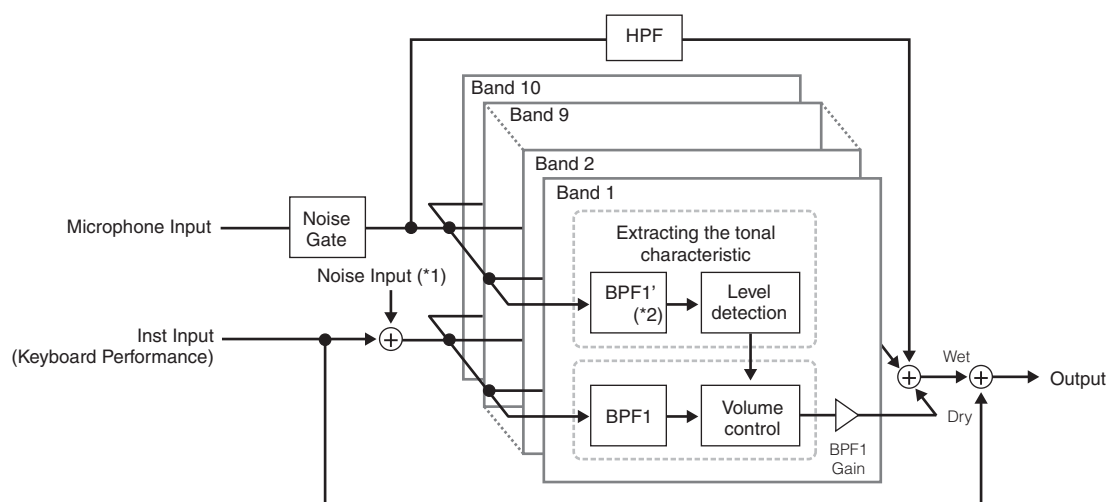 HPF
Band 10
Band 9
Band 2
Band 1
Microphone Input
Noise
Gate
Extracting the tonal
characteristic
Noise Input (*1)
BPF1’
(*2)
Level
detection
Inst Input
(Keyboard Performance)
Wet
Output
BPF1
Volume
control
Dry
BPF1
Gain